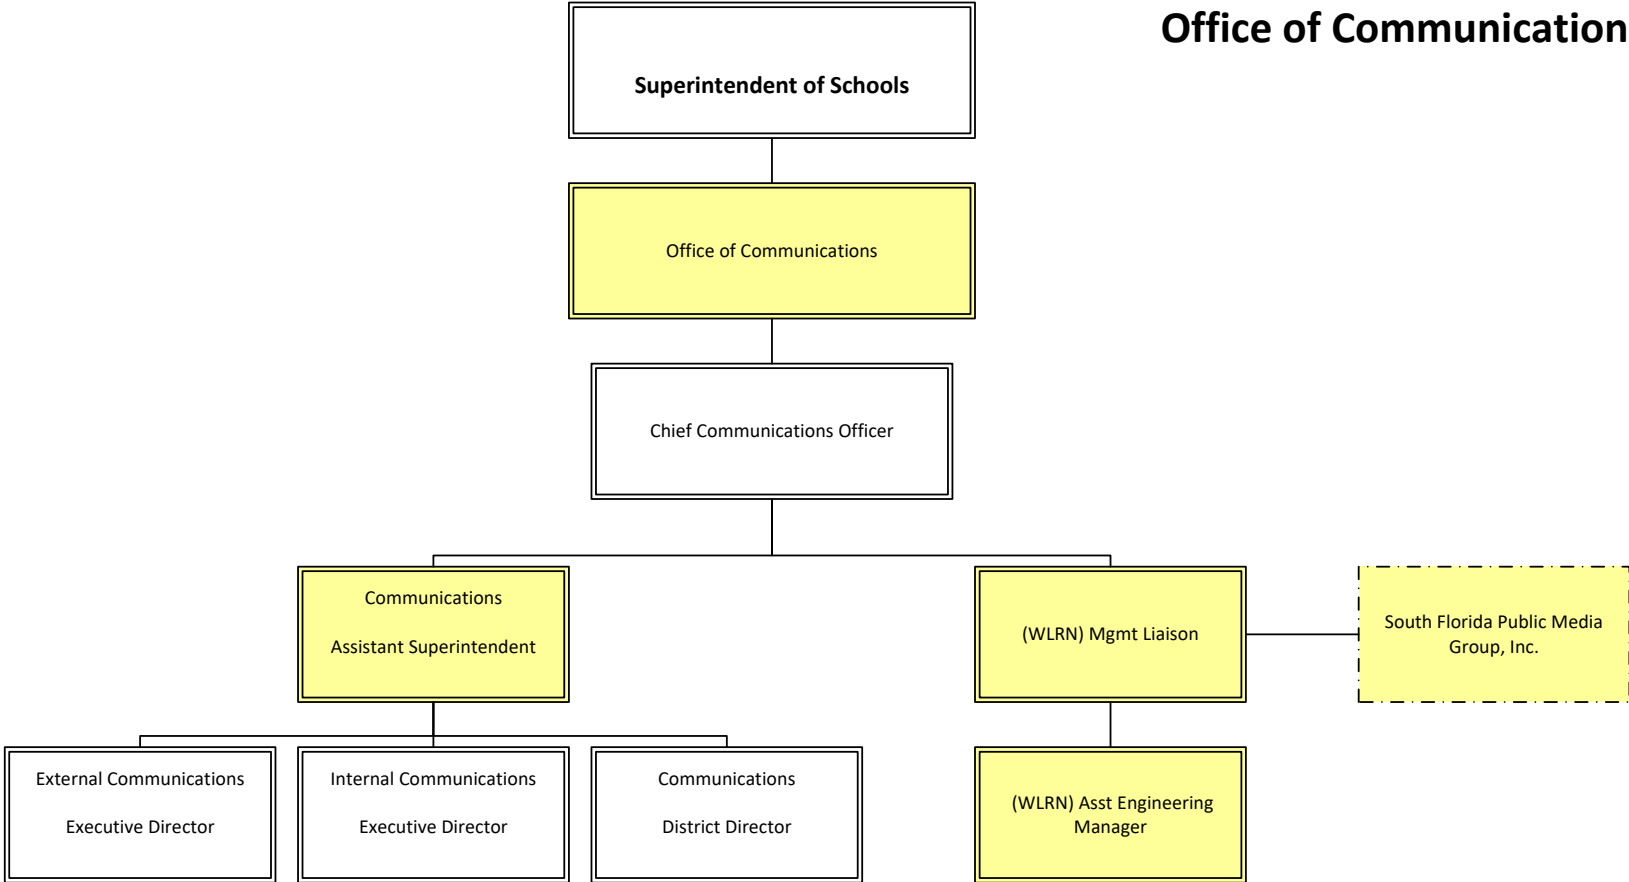 Office of Communication
Superintendent of Schools
Office of Communications
Chief Communications Officer
Communications
Assistant Superintendent
(WLRN) Mgmt Liaison
South Florida Public Media
Group, Inc.
External Communications
Executive Director
Internal Communications
Executive Director
Communications
District Director
(WLRN) Asst Engineering
Manager